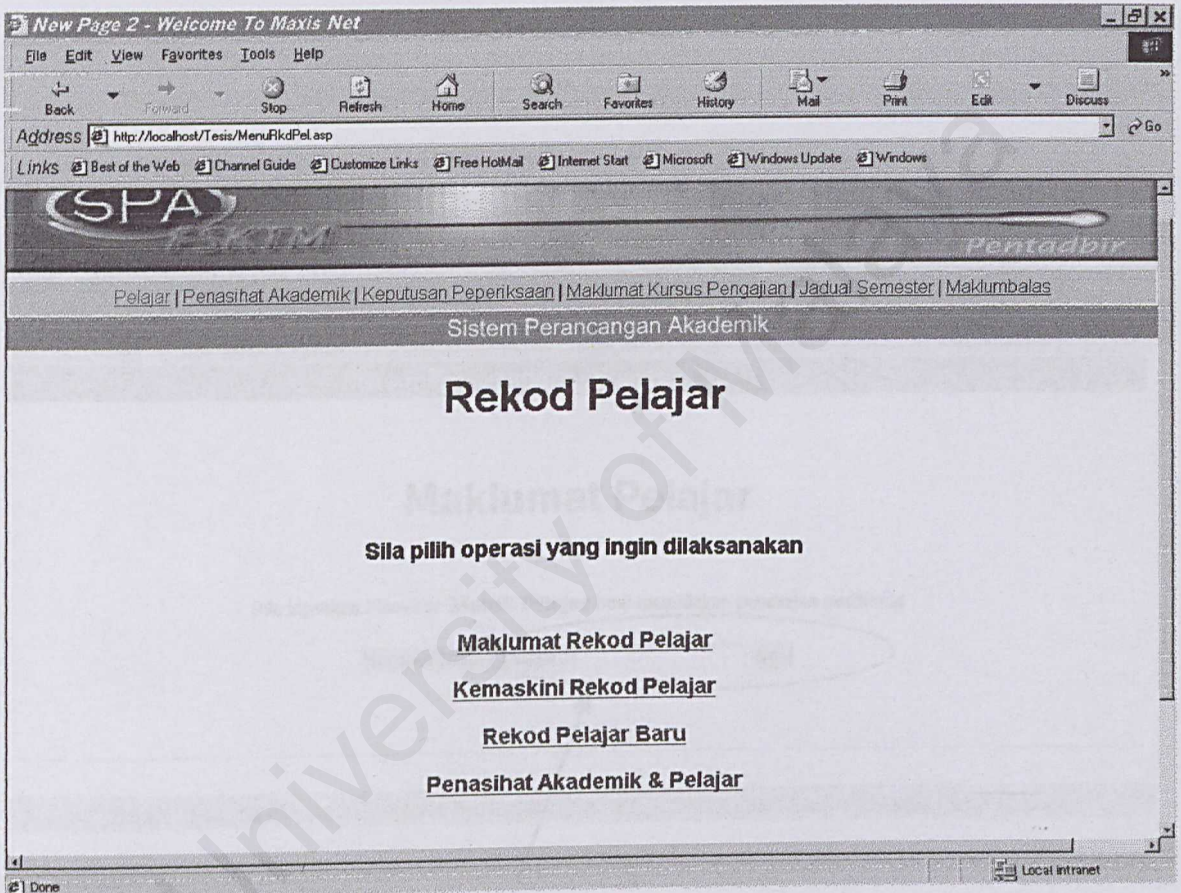 New Page 2 - Welcome To Maxis Net
File Edit View Favorites Tools Help
Back Forward Stop Refresh Home Search Favorites History Mail Print Edit Discuss
Address http://localhost/Tesis/MenuRkdPel.asp Go
Links Best of the Web Channel Guide Customize Links Free HotMail Internet Start Microsoft Windows Update Windows
SPA
FSKTM
Pentadbir
Pelajar | Penasihat Akademik | Keputusan Peperiksaan | Maklumat Kursus Pengajian | Jadual Semester | Maklumbalas
Sistem Perancangan Akademik
Rekod Pelajar
Maklumat Pelajar
Sila pilih operasi yang ingin dilaksanakan
Maklumat Rekod Pelajar
Kemaskini Rekod Pelajar
Rekod Pelajar Baru
Penasihat Akademik & Pelajar
Done Local intranet
University of Malaya